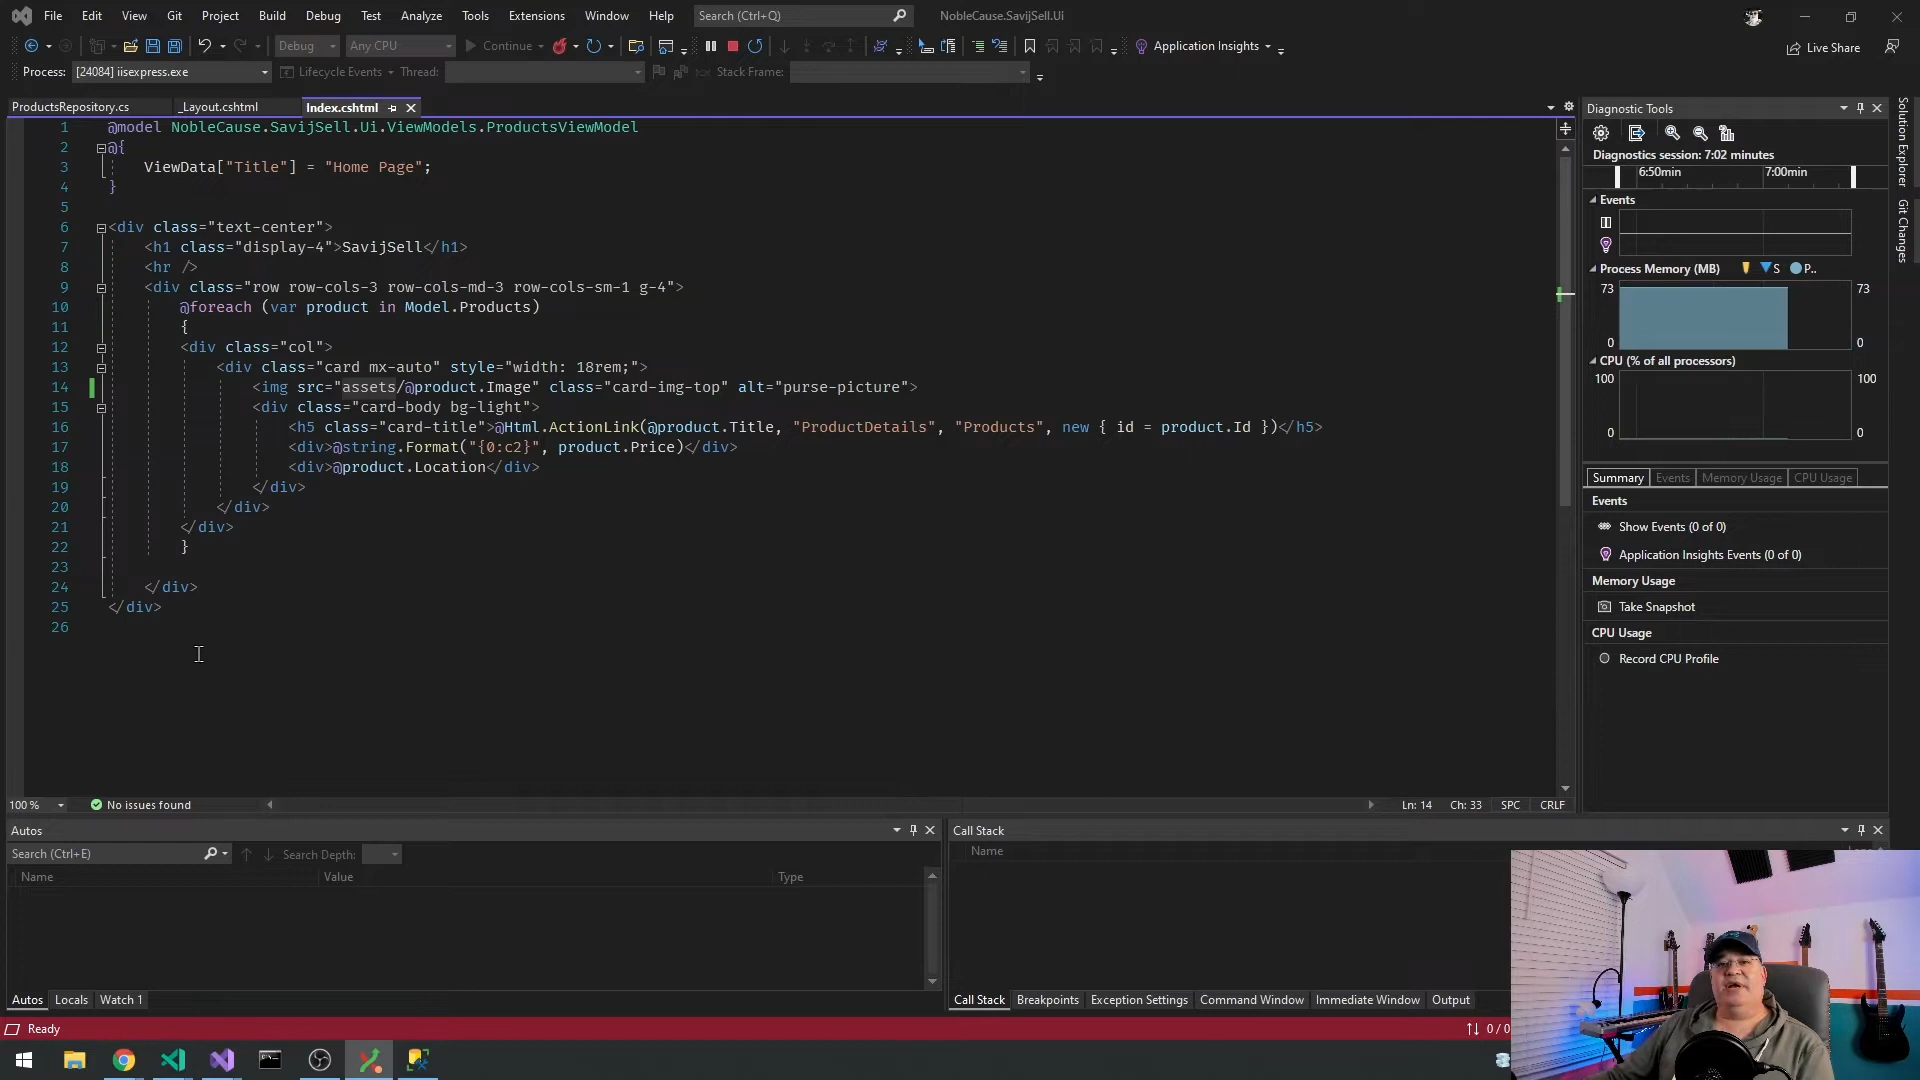 File Edit View Git Project Build Debug Test Analyze Tools Extensions Window Help Search (Ctrl+Q) NobleCause.SavijSell.Ui
Debug Any CPU Continue Application Insights Live Share
Process: [24084] iisexpress.exe Lifecycle Events Thread: Stack Frame:
ProductsRepository.cs _Layout.cshtml Index.cshtml
1 @model NobleCause.SavijSell.Ui.ViewModels.ProductsViewModel
2 @{
3 ViewData["Title"] = "Home Page";
4 }
5
6 <div class="text-center">
7 <h1 class="display-4">SavijSell</h1>
8 <hr />
9 <div class="row row-cols-3 row-cols-md-3 row-cols-sm-1 g-4">
10 @foreach (var product in Model.Products)
11 {
12 <div class="col">
13 <div class="card mx-auto" style="width: 18rem;">
14 <img src="assets/@product.Image" class="card-img-top" alt="purse-picture">
15 <div class="card-body bg-light">
16 <h5 class="card-title">@Html.ActionLink(@product.Title, "ProductDetails", "Products", new { id = product.Id })</h5>
17 <div>@string.Format("{0:c2}", product.Price)</div>
18 <div>@product.Location</div>
19 </div>
20 </div>
21 </div>
22 }
23
24 </div>
25 </div>
26
100 % No issues found Ln: 14 Ch: 33 SPC CRLF
Diagnostic Tools
Diagnostics session: 7:02 minutes
6:50min 7:00min
Events
Process Memory (MB) S P..
73 73
0 0
CPU (% of all processors)
100 100
0 0
Summary Events Memory Usage CPU Usage
Events
Show Events (0 of 0)
Application Insights Events (0 of 0)
Memory Usage
Take Snapshot
CPU Usage
Record CPU Profile
Solution Explorer
Git Changes
Autos
Search (Ctrl+E) Search Depth:
Name Value Type
Autos Locals Watch 1
Call Stack
Name
Call Stack Breakpoints Exception Settings Command Window Immediate Window Output
Ready 0 / 0